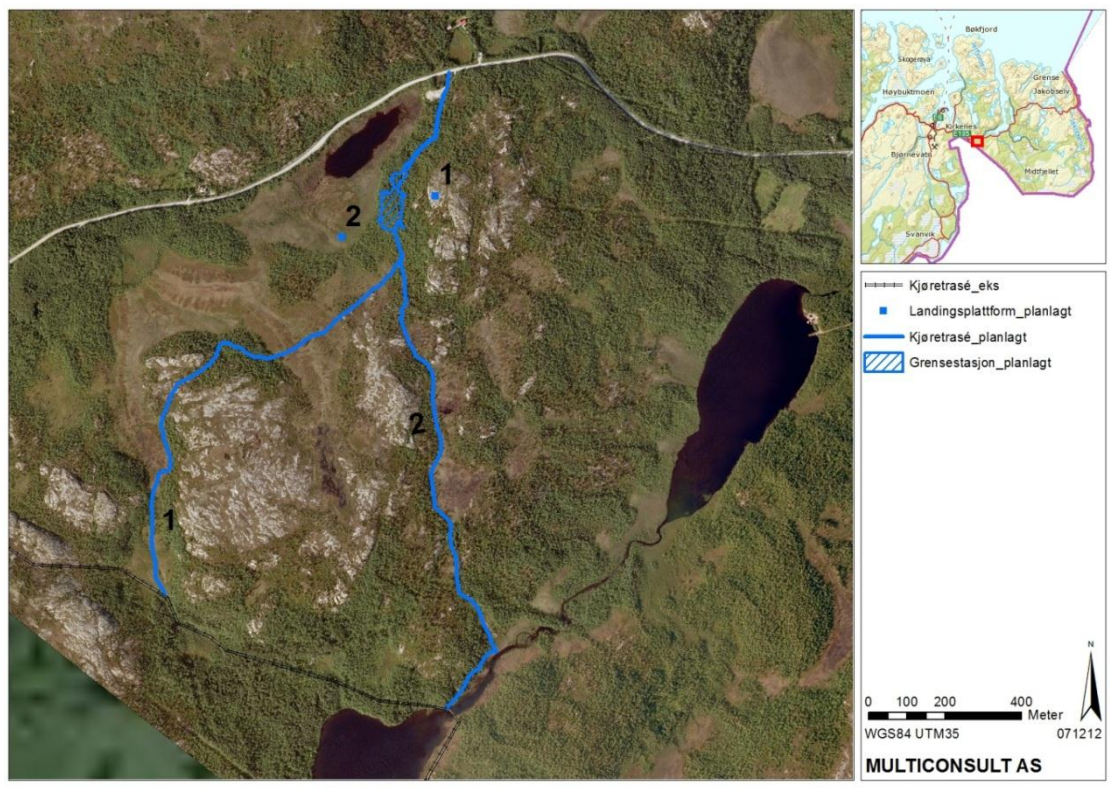 1
2
2
1
Bøkfjord
Skogerøya
Grense
Jakobselv
Høybuktmoen
Kirkenes
Bjørnevatn
Midtfjellet
Svanvik
Kjøretrasé_eks
Landingsplattform_planlagt
Kjøretrasé_planlagt
Grensestasjon_planlagt
N
0 100 200 400
Meter
WGS84 UTM35 071212
MULTICONSULT AS